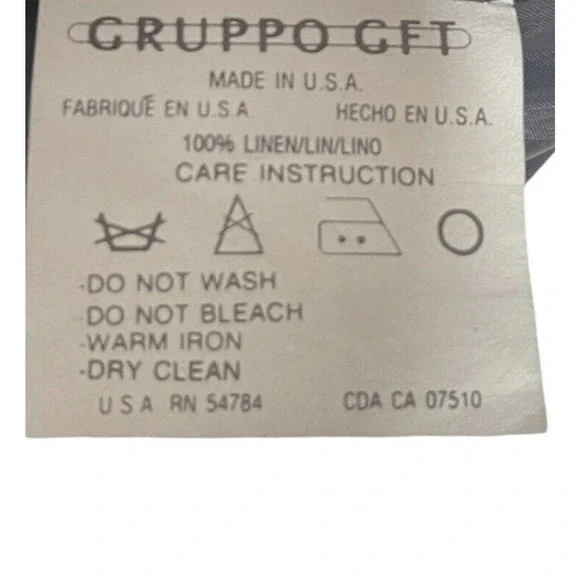 GRUPPO GFT
MADE IN U.S.A.
FABRIQUÉ EN U.S.A. HECHO EN U.S.A.
100% LINEN/LIN/LINO
CARE INSTRUCTION
-DO NOT WASH
-DO NOT BLEACH
-WARM IRON
-DRY CLEAN
U S A RN 54784 CDA CA 07510